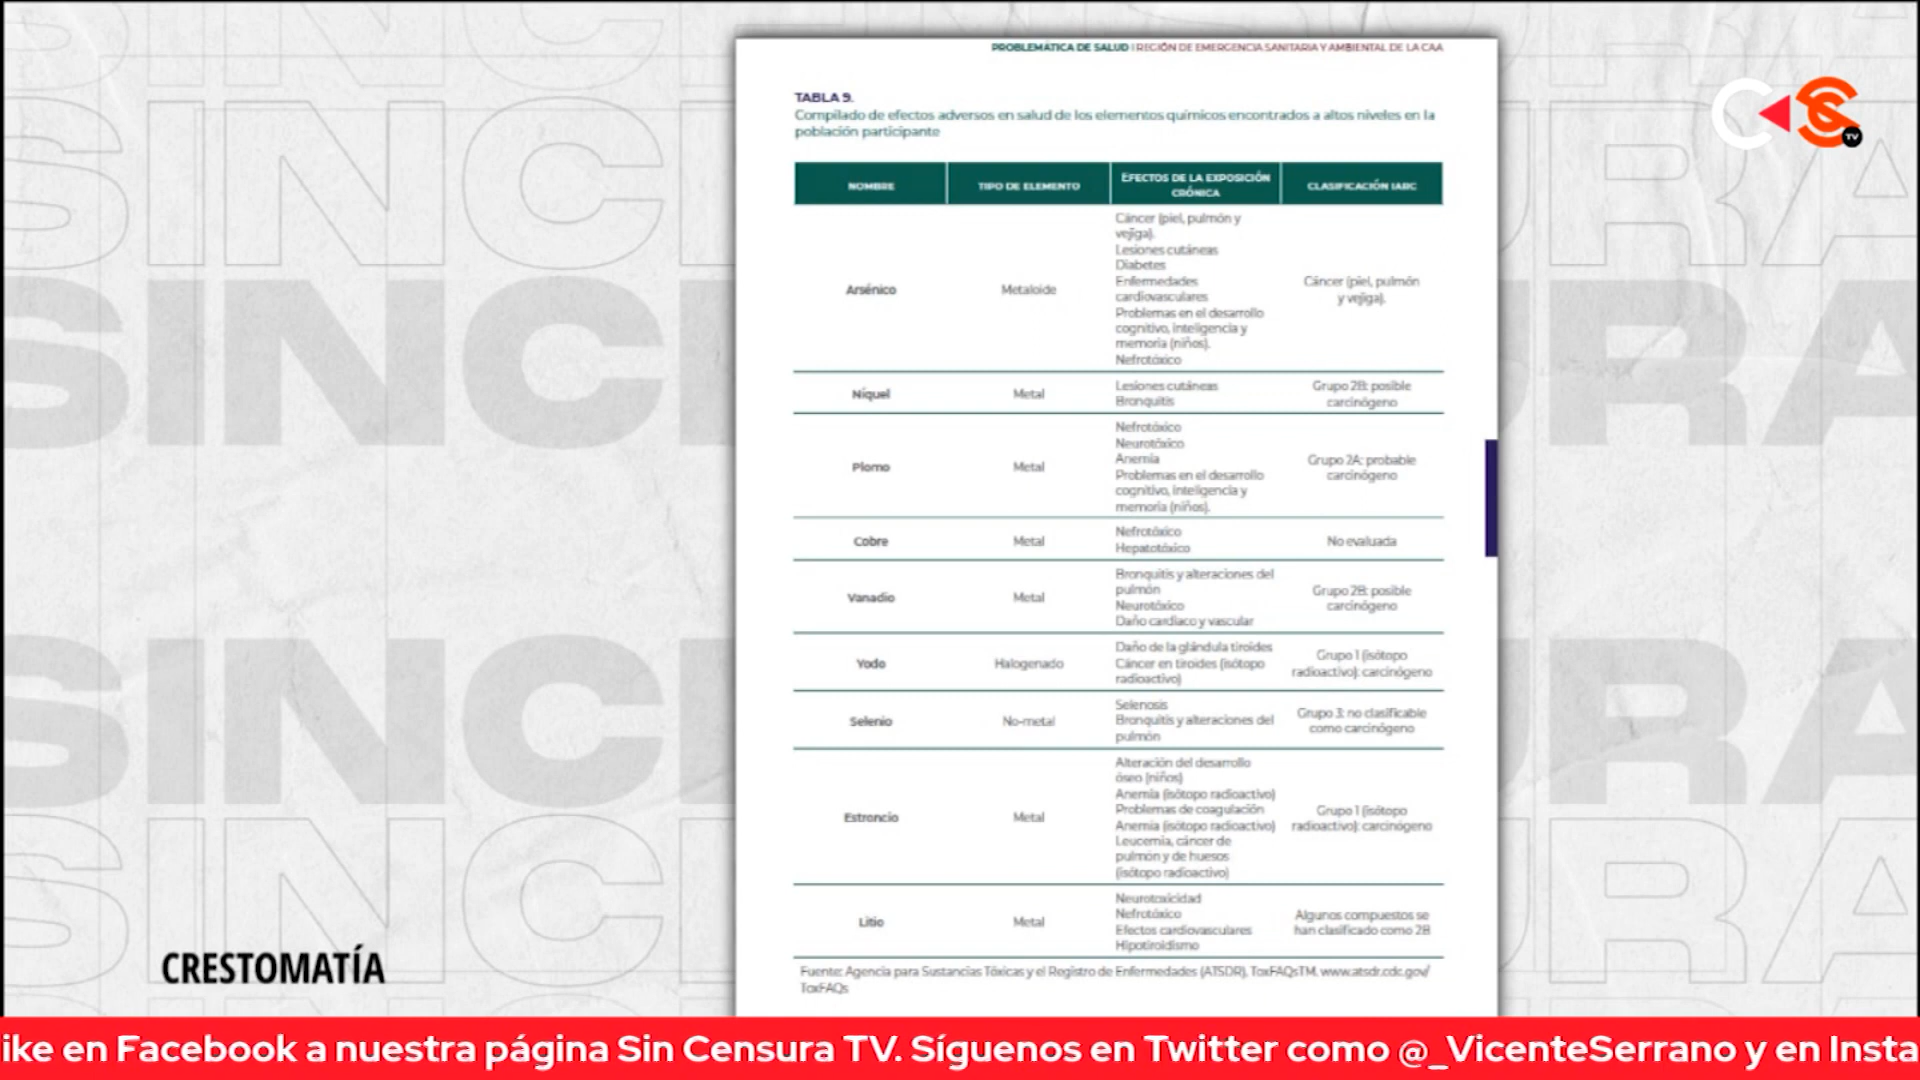 PROBLEMÁTICA DE SALUD | REGIÓN DE EMERGENCIA SANITARIA Y AMBIENTAL DE LA CAA
TABLA 9.
Compilado de efectos adversos en salud de los elementos químicos encontrados a altos niveles en la
población participante
NOMBRE
TIPO DE ELEMENTO
EFECTOS DE LA EXPOSICIÓN
CRÓNICA
CLASIFICACIÓN IARC
Arsénico
Metaloide
Cáncer (piel, pulmón y
vejiga).
Lesiones cutáneas
Diabetes
Enfermedades
cardiovasculares
Problemas en el desarrollo
cognitivo, inteligencia y
memoria (niños).
Nefrotóxico
Cáncer (piel, pulmón
y vejiga).
Níquel
Metal
Lesiones cutáneas
Bronquitis
Grupo 2B: posible
carcinógeno
Plomo
Metal
Nefrotóxico
Neurotóxico
Anemia
Problemas en el desarrollo
cognitivo, inteligencia y
memoria (niños).
Grupo 2A: probable
carcinógeno
Cobre
Metal
Nefrotóxico
Hepatotóxico
No evaluada
Vanadio
Metal
Bronquitis y alteraciones del
pulmón
Neurotóxico
Daño cardíaco y vascular
Grupo 2B: posible
carcinógeno
Yodo
Halogenado
Daño de la glándula tiroides
Cáncer en tiroides (isótopo
radioactivo)
Grupo 1 (isótopo
radioactivo): carcinógeno
Selenio
No-metal
Selenosis
Bronquitis y alteraciones del
pulmón
Grupo 3: no clasificable
como carcinógeno
Estroncio
Metal
Alteración del desarrollo
óseo (niños)
Anemia (isótopo radioactivo)
Problemas de coagulación
Anemia (isótopo radioactivo)
Leucemia, cáncer de
pulmón y de huesos
(isótopo radioactivo)
Grupo 1 (isótopo
radioactivo): carcinógeno
Litio
Metal
Neurotoxicidad
Nefrotóxico
Efectos cardiovasculares
Hipotiroidismo
Algunos compuestos se
han clasificado como 2B
Fuente: Agencia para Sustancias Tóxicas y el Registro de Enfermedades (ATSDR), ToxFAQsTM, www.atsdr.cdc.gov/
ToxFAQs
TV
CRESTOMATÍA
ike en Facebook a nuestra página Sin Censura TV. Síguenos en Twitter como @_VicenteSerrano y en Insta